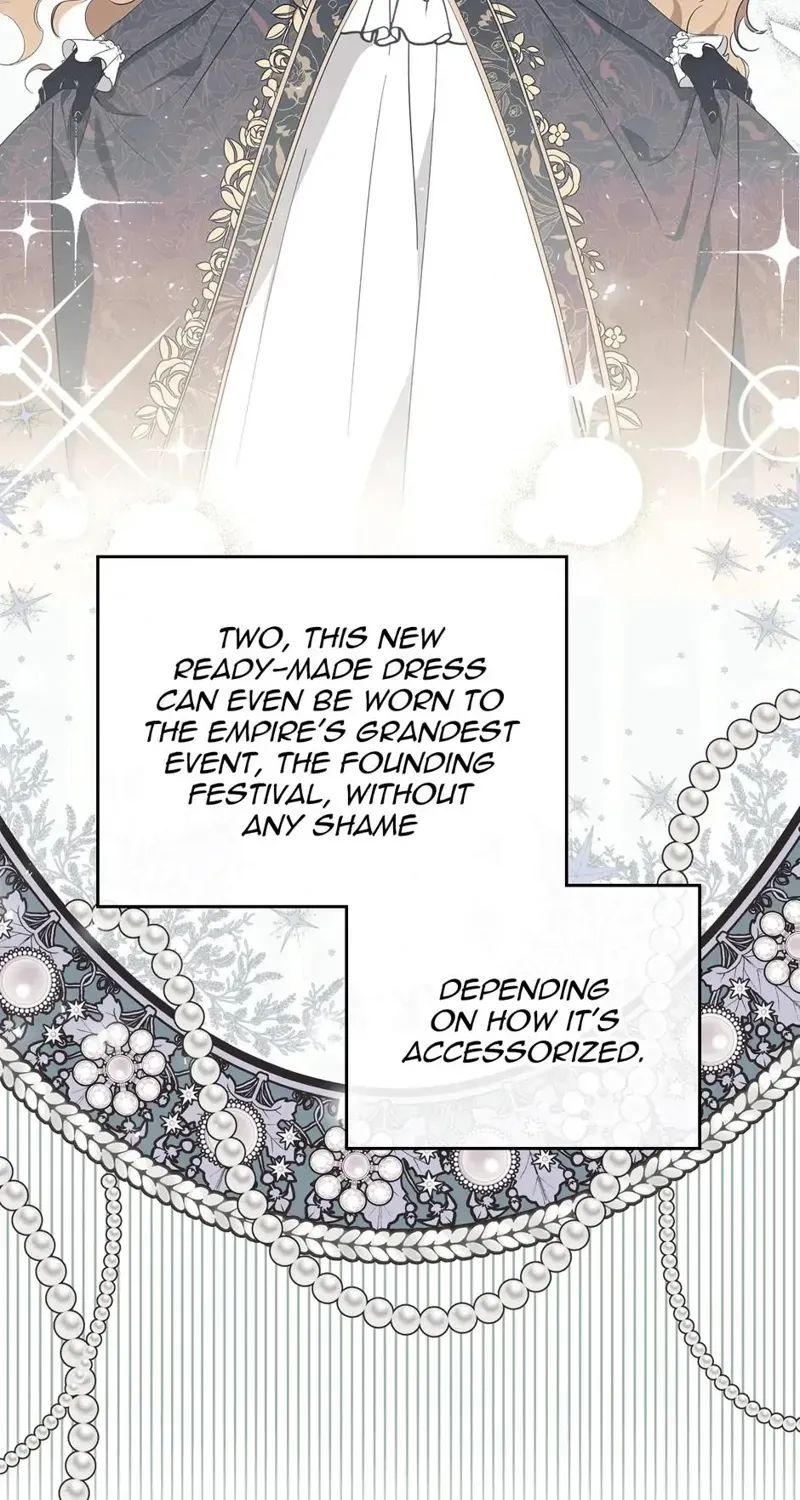 TWO, THIS NEW
READY-MADE DRESS
CAN EVEN BE WORN TO
THE EMPIRE'S GRANDEST
EVENT, THE FOUNDING
FESTIVAL, WITHOUT
ANY SHAME
DEPENDING
ON HOW IT'S
ACCESSORIZED.